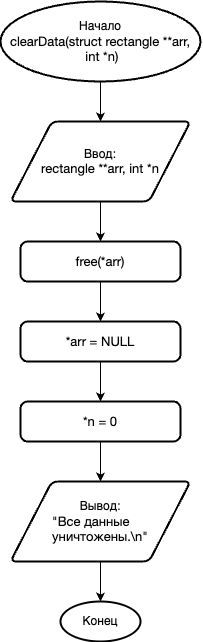 Начало
clearData(struct rectangle **arr,
int *n)
Ввод:
rectangle **arr, int *n
free(*arr)
*arr = NULL
*n = 0
Вывод:
"Все данные
уничтожены.\n"
Конец